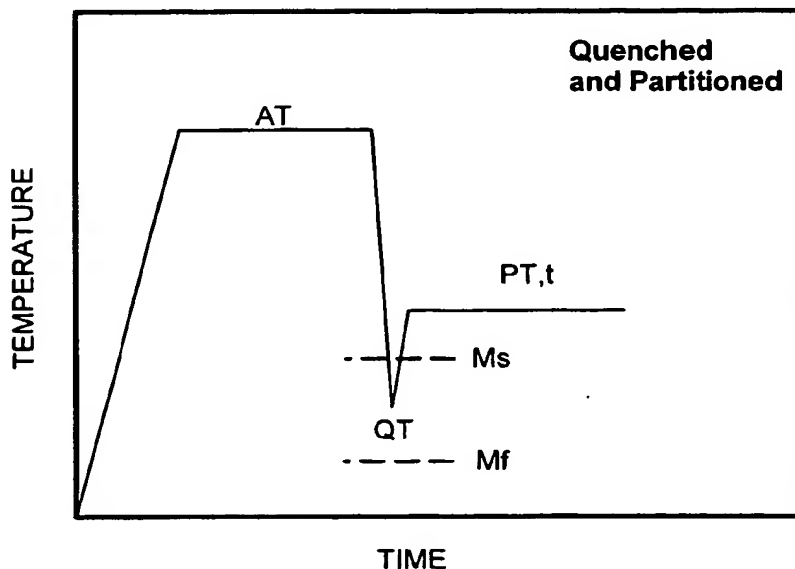 Quenched
and Partitioned
AT
TEMPERATURE
PT,t
Ms
QT
Mf
TIME